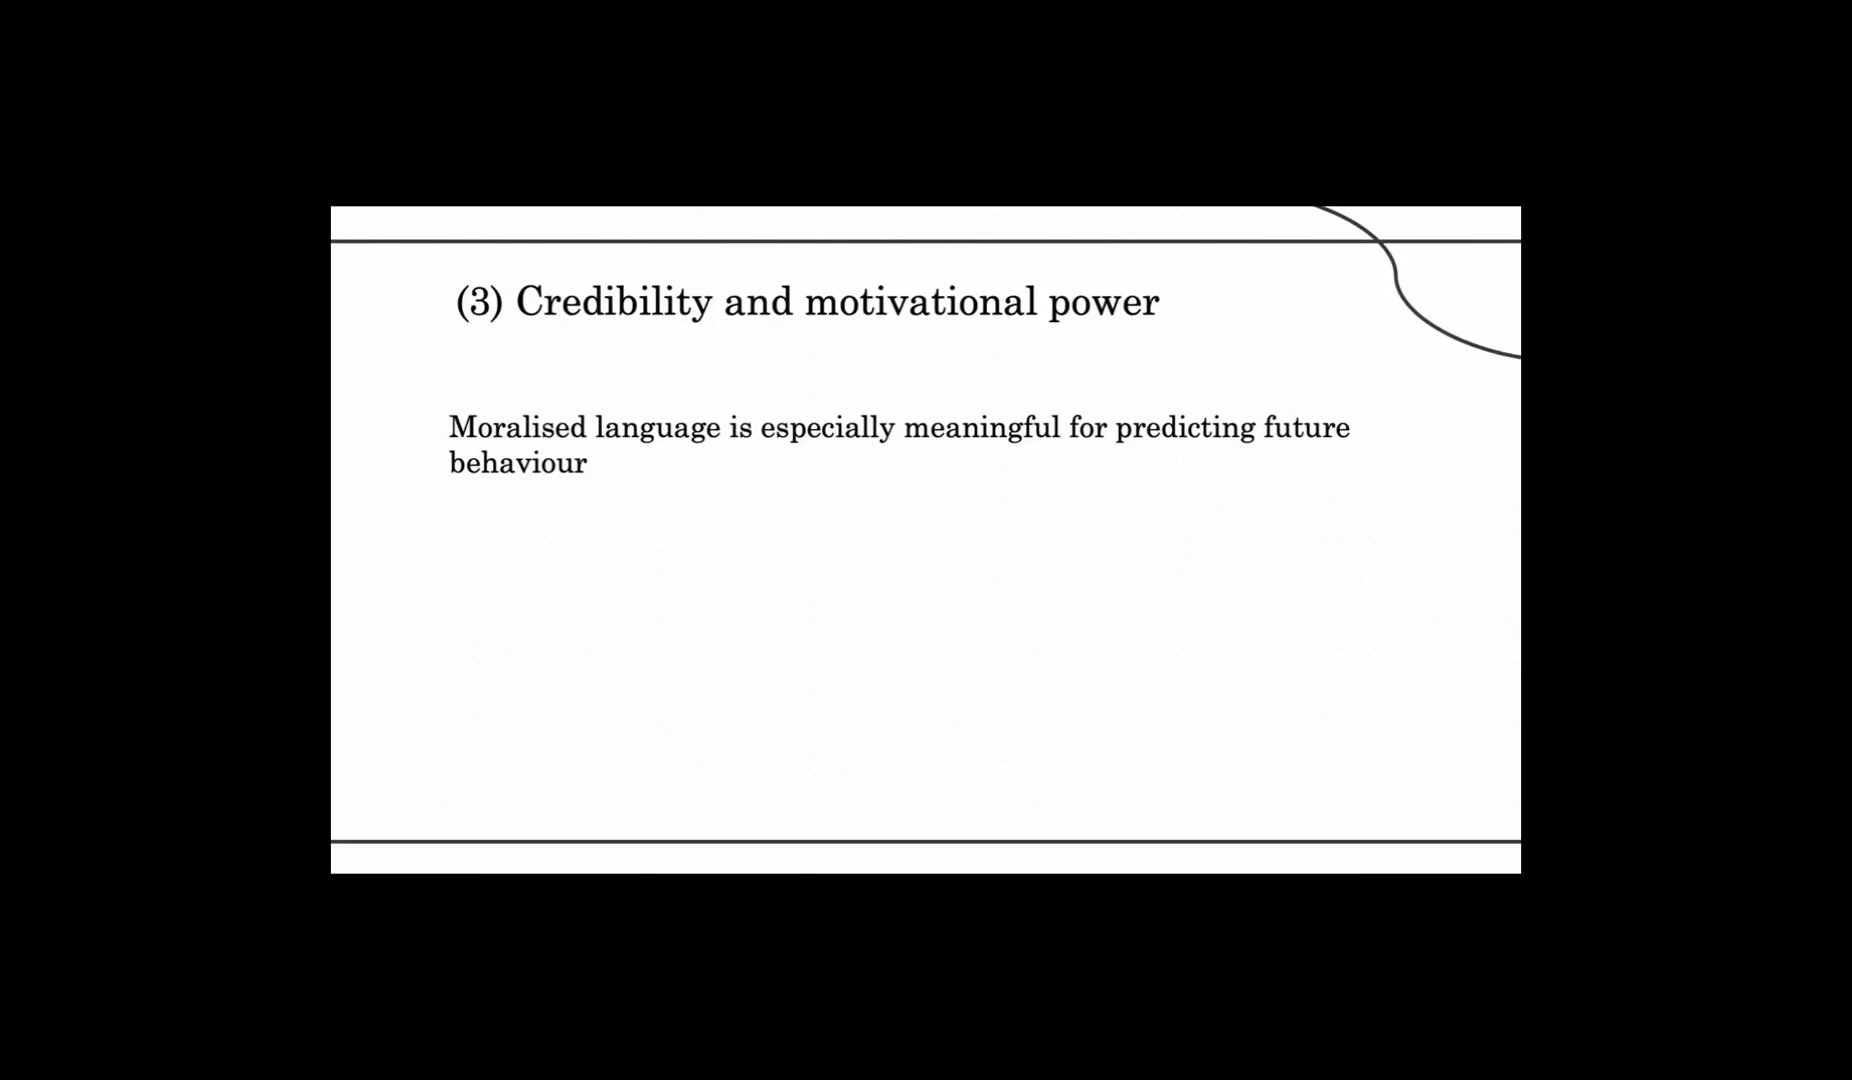 (3) Credibility and motivational power
Moralised language is especially meaningful for predicting future
behaviour